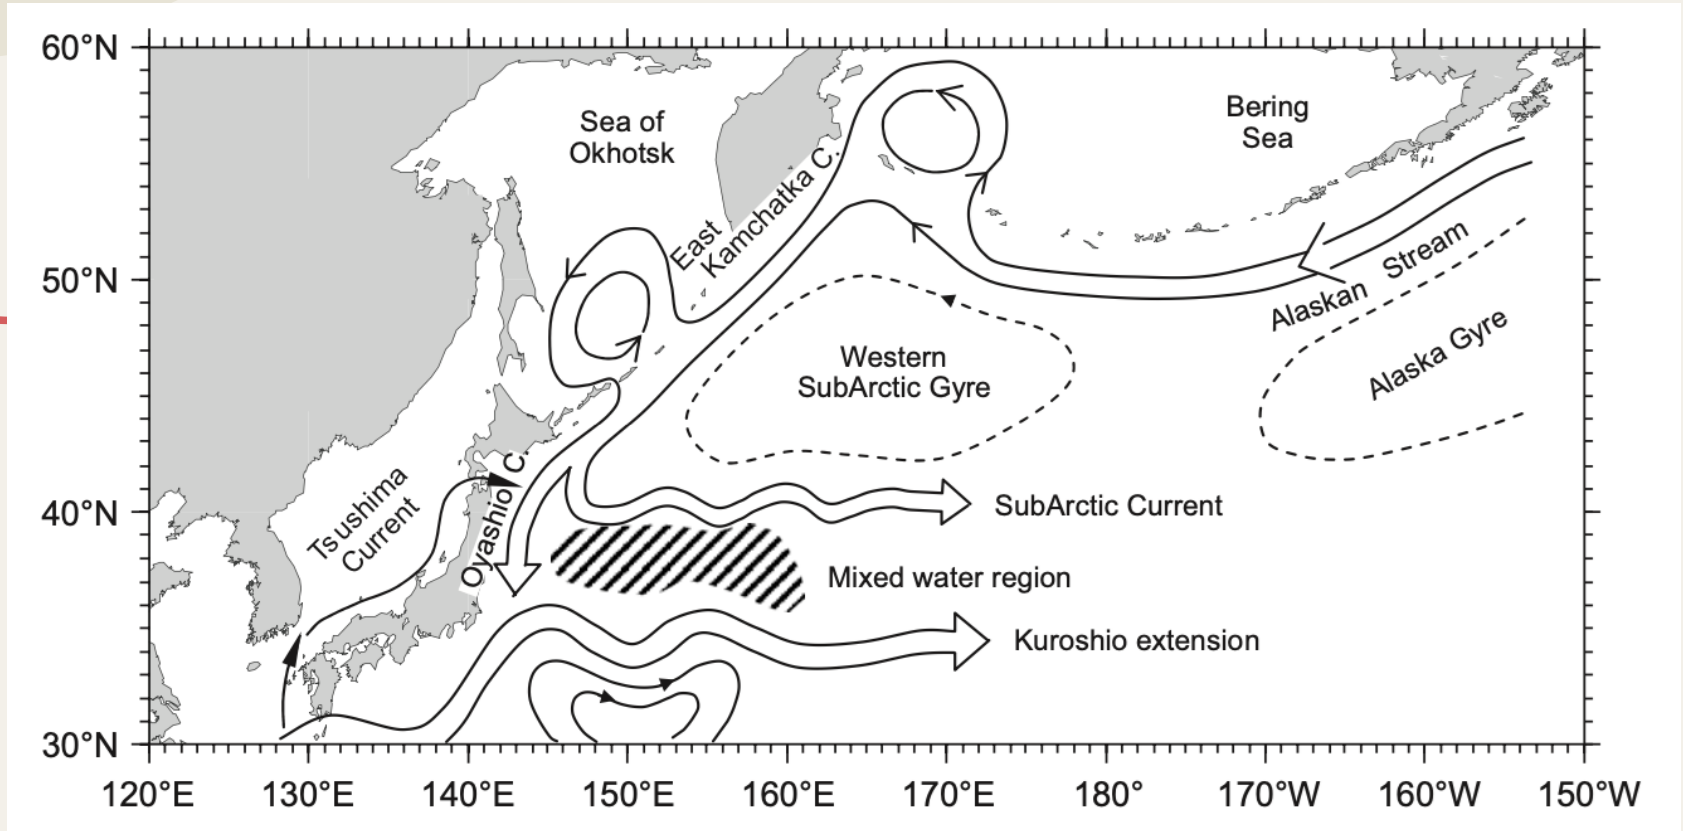 60°N
50°N
40°N
30°N
Sea of
Okhotsk
Bering
Sea
East
Kamchatka C.
Alaskan Stream
Alaska Gyre
Western
SubArctic Gyre
Tsushima
Current
Oyashio C.
SubArctic Current
Mixed water region
Kuroshio extension
120°E
130°E
140°E
150°E
160°E
170°E
180°
170°W
160°W
150°W